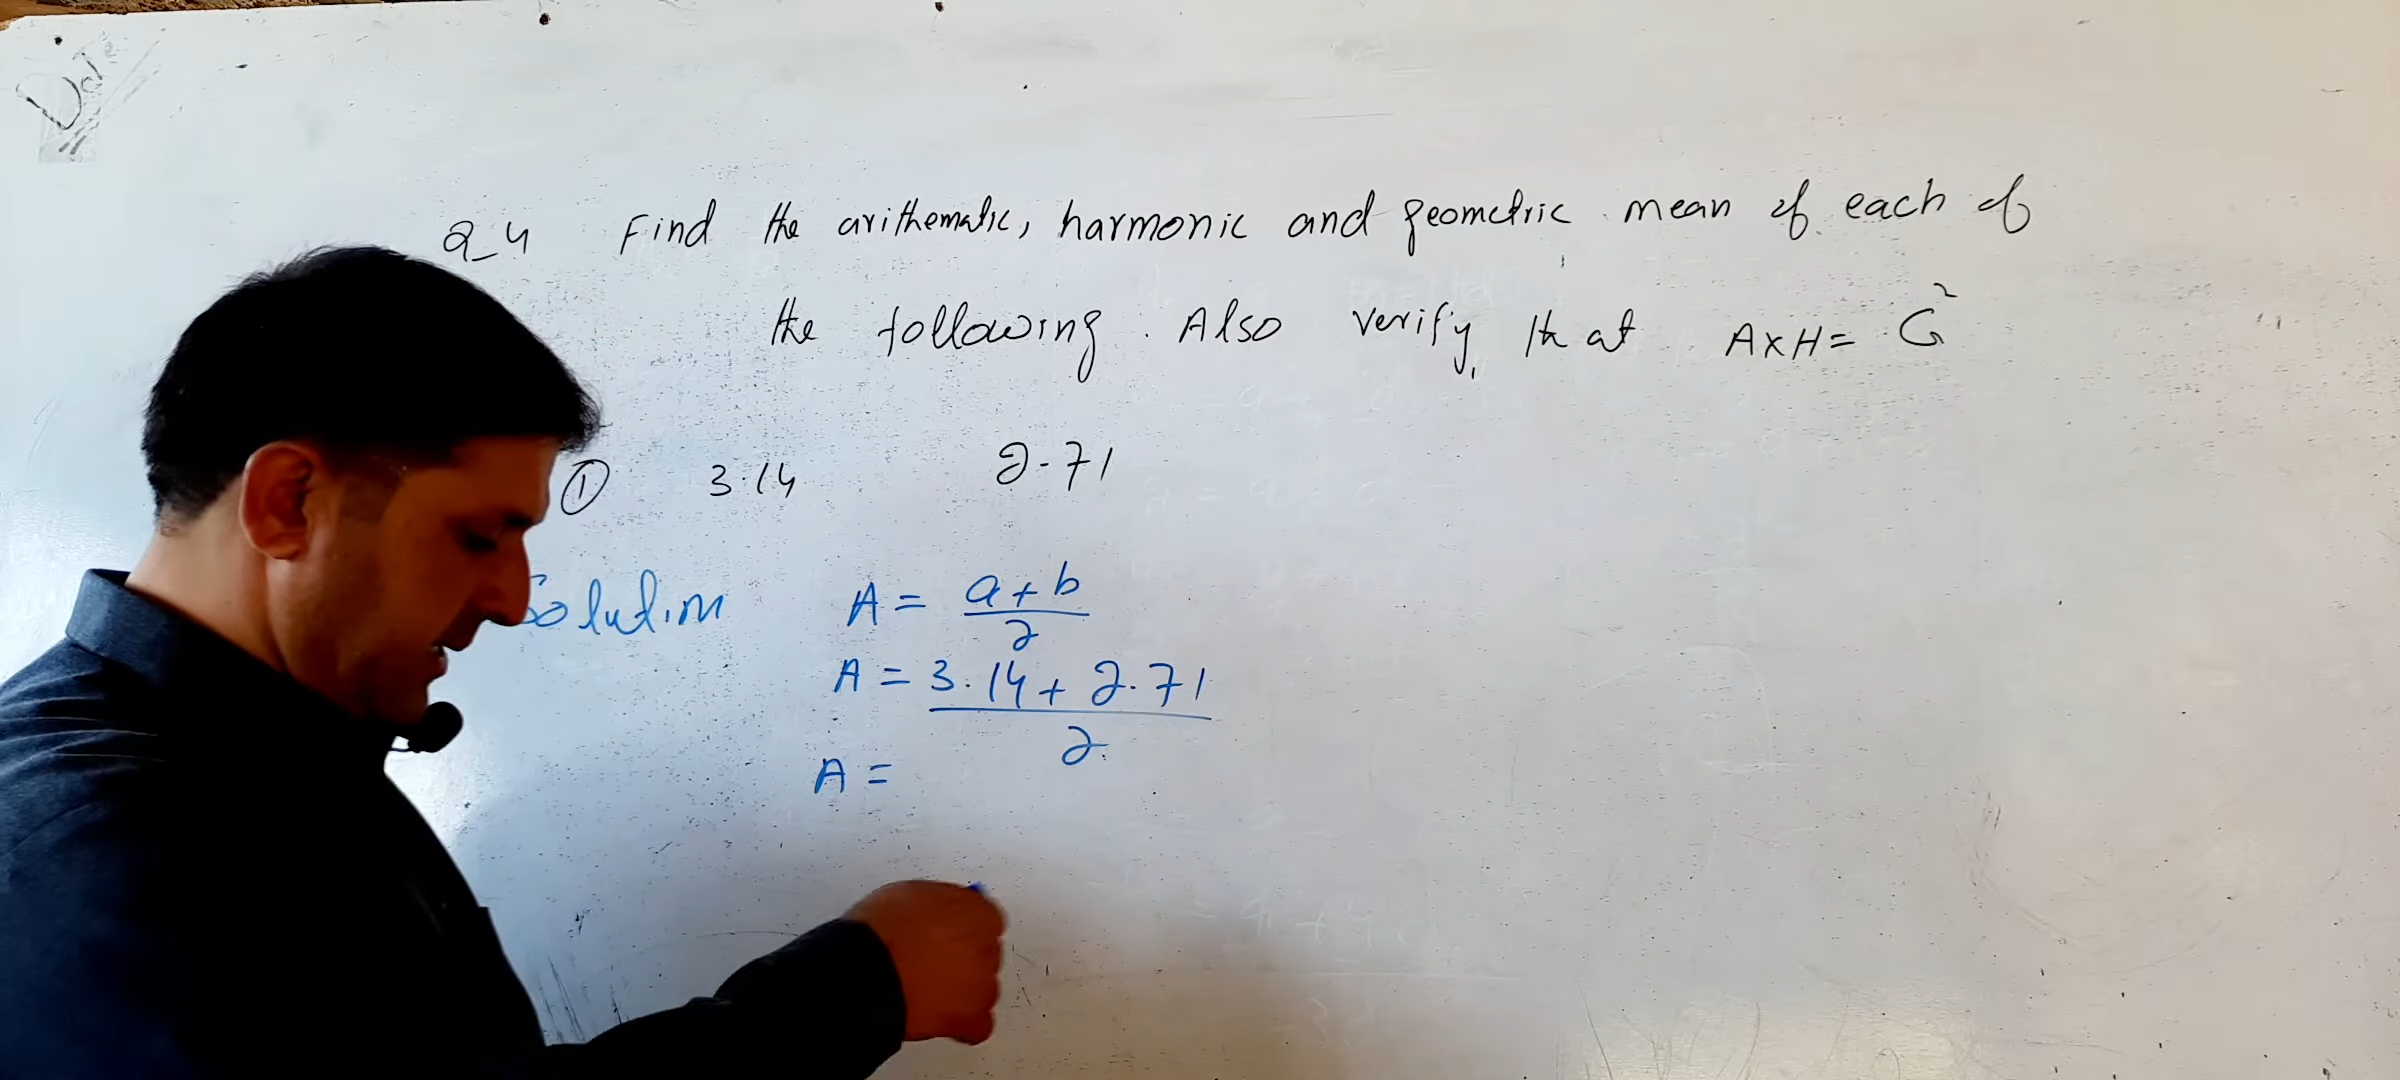 Date
Q_4 Find the arithematic, harmonic and geometric mean of each of
the following. Also verify that A×H= G²
① 3.14 2.71
Solution A = a+b / 2
A = 3.14+2.71 / 2
A =